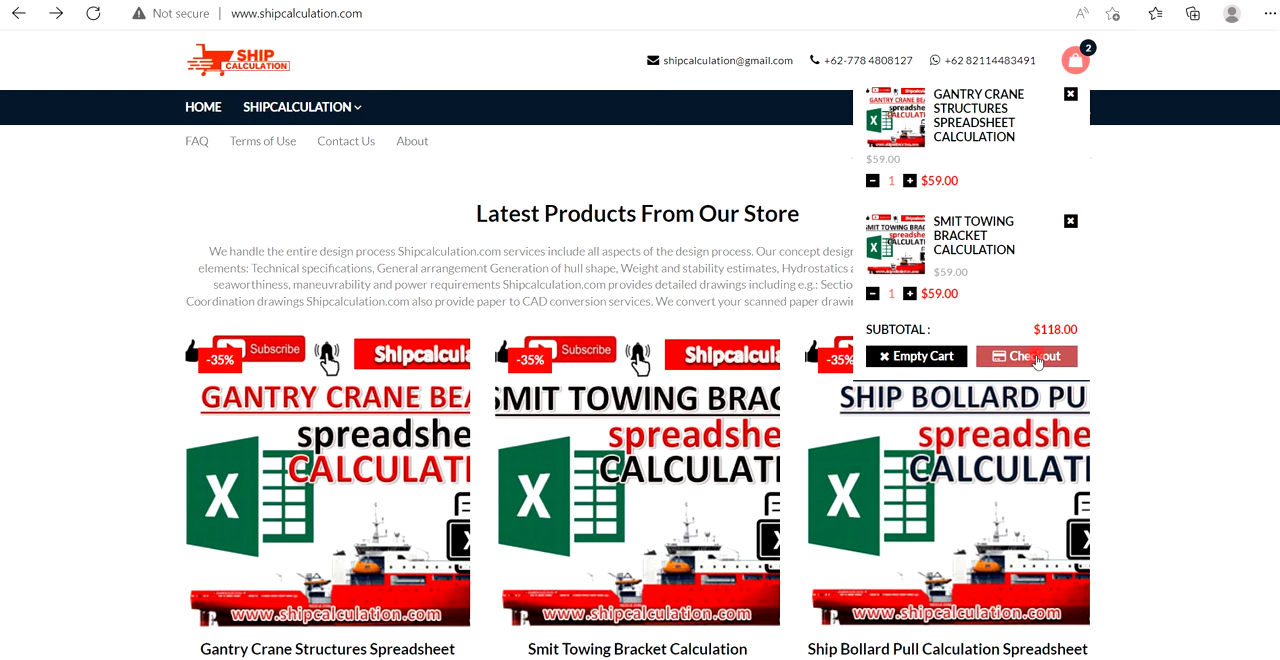 Not secure | www.shipcalculation.com
SHIP
CALCULATION
shipcalculation@gmail.com +62-778 4808127 +62 82114483491 2
HOME SHIPCALCULATION
FAQ Terms of Use Contact Us About
GANTRY CRANE
STRUCTURES
SPREADSHEET
CALCULATION
$59.00
1 $59.00
SMIT TOWING
BRACKET
CALCULATION
$59.00
1 $59.00
SUBTOTAL : $118.00
Empty Cart Checkout
Latest Products From Our Store
We handle the entire design process Shipcalculation.com services include all aspects of the design process. Our concept design
elements: Technical specifications, General arrangement Generation of hull shape, Weight and stability estimates, Hydrostatics a
seaworthiness, maneuvrability and power requirements Shipcalculation.com provides detailed drawings including e.g.: Sectio
Coordination drawings Shipcalculation.com also provide paper to CAD conversion services. We convert your scanned paper drawin
-35% Subscribe Shipcalcula
GANTRY CRANE BEA
spreadshe
CALCULATI
X
www.shipcalculation.com
Gantry Crane Structures Spreadsheet
-35% Subscribe Shipcalcula
SMIT TOWING BRAC
spreadshe
CALCULATI
X
www.shipcalculation.com
Smit Towing Bracket Calculation
-35%
SHIP BOLLARD PU
spreadshe
CALCULATI
X
www.shipcalculation.com
Ship Bollard Pull Calculation Spreadsheet